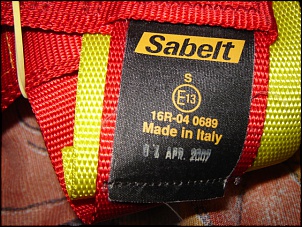 Sabelt
S
E13
16R-04 0689
Made in Italy
APR. 2007